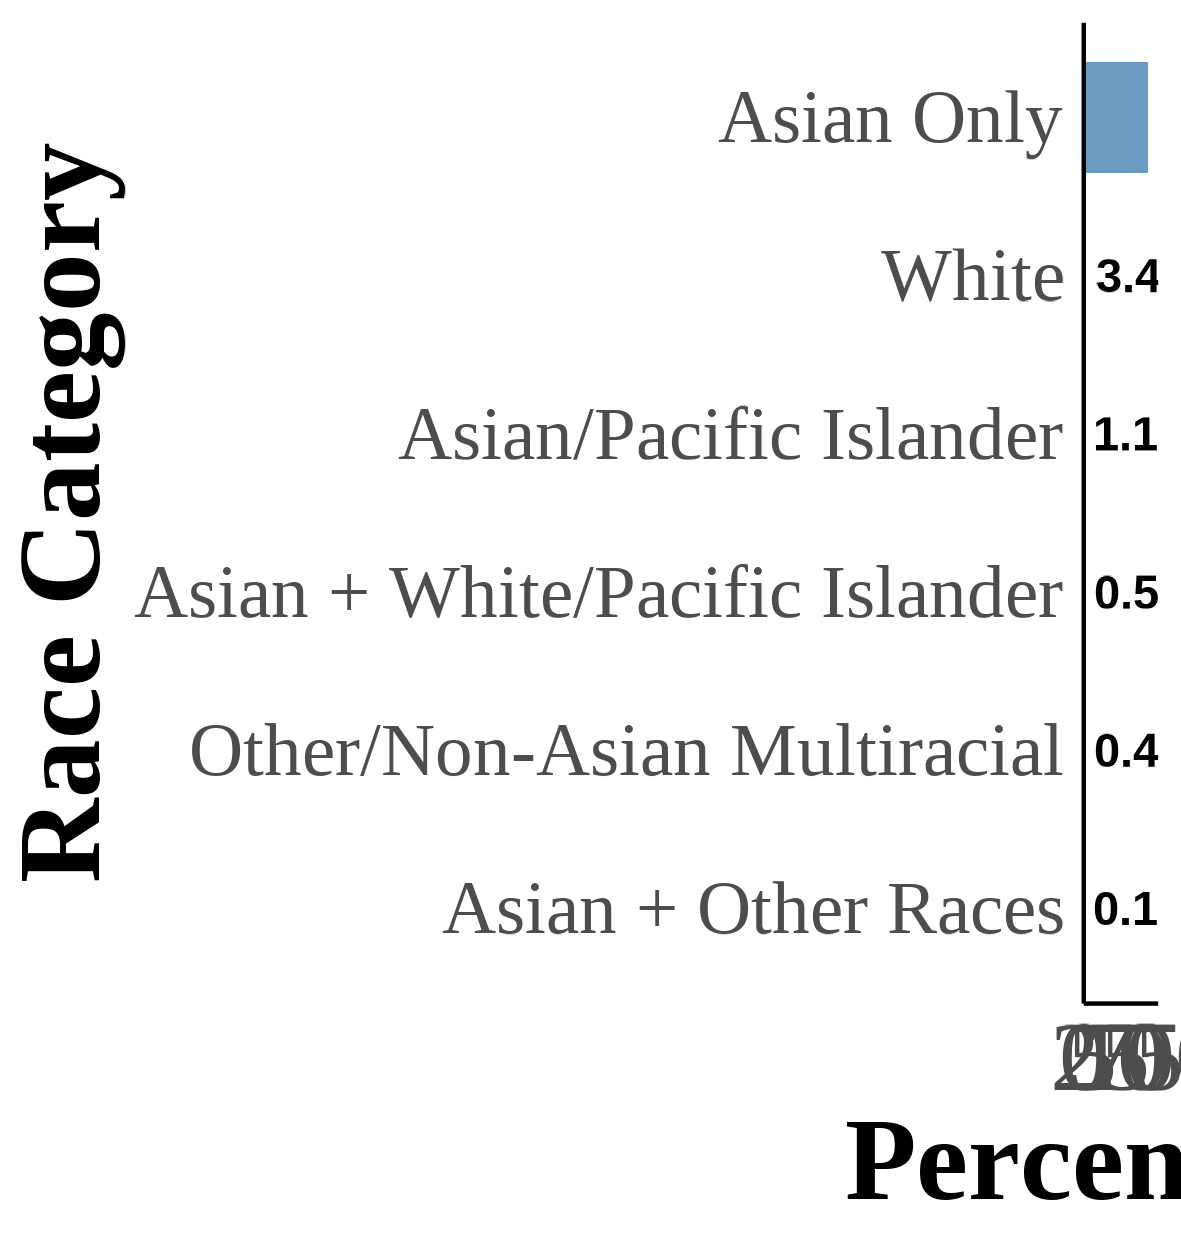 Race Category
Asian Only
White 3.4
Asian/Pacific Islander 1.1
Asian + White/Pacific Islander 0.5
Other/Non-Asian Multiracial 0.4
Asian + Other Races 0.1
Percen